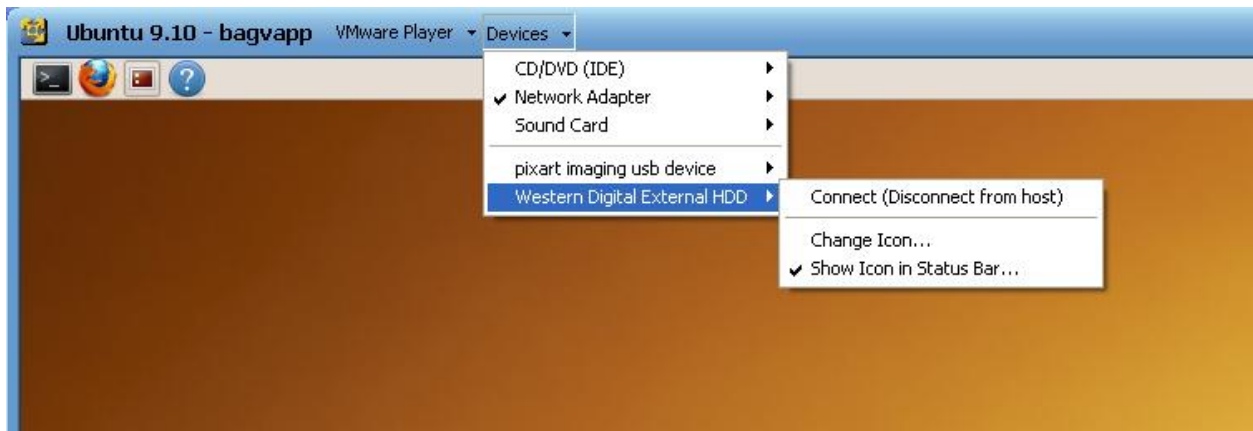 Ubuntu 9.10 - bagvapp VMware Player Devices
CD/DVD (IDE)
Network Adapter
Sound Card
pixart imaging usb device
Western Digital External HDD
Connect (Disconnect from host)
Change Icon...
Show Icon in Status Bar...